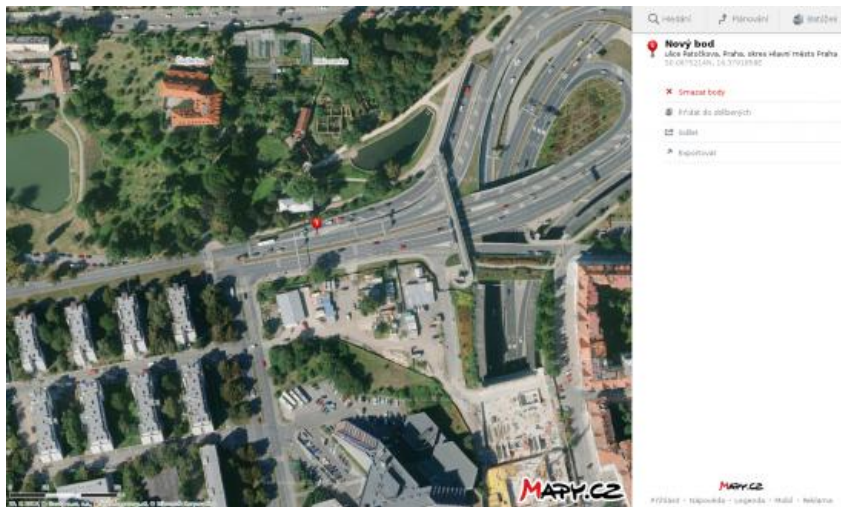 Hledání Plánování
Nový bod
ulice Patočkova, Praha, okres Hlavní město Praha
Smazat body
Přidat do oblíbených
Sdílet
Exportovat
MAPY.CZ
MAPY.CZ
Přihlásit - Nápověda - Legenda - Mobil - Reklama